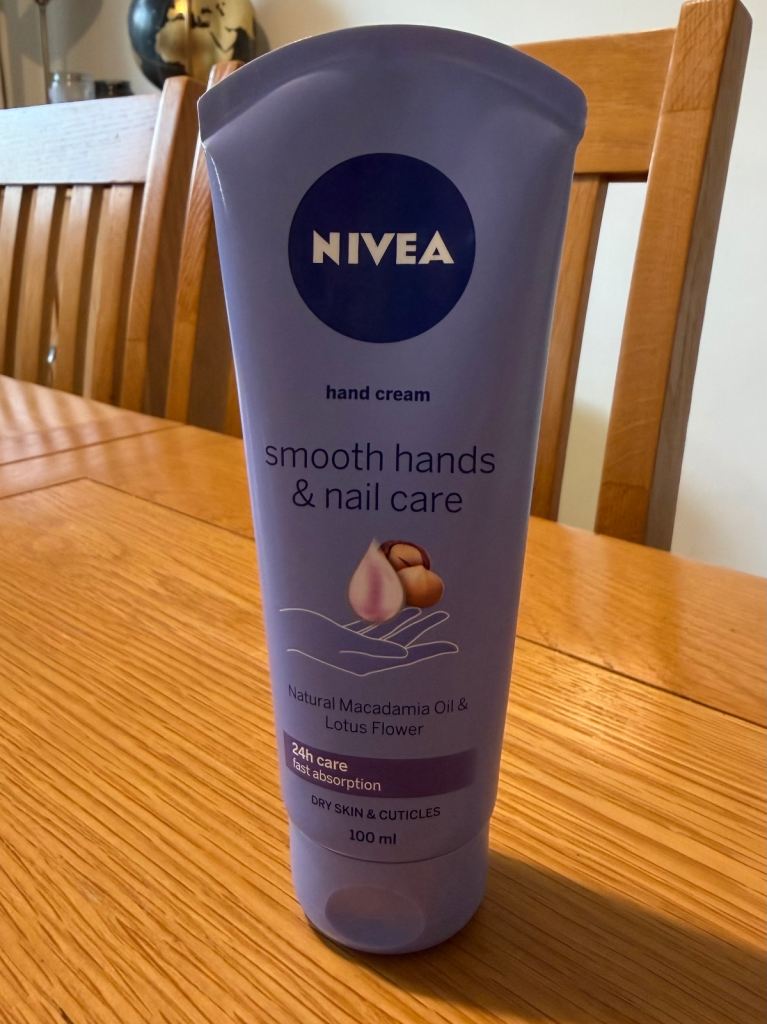 NIVEA
hand cream
smooth hands
& nail care
Natural Macadamia Oil &
Lotus Flower
24h care
fast absorption
DRY SKIN & CUTICLES
100 ml